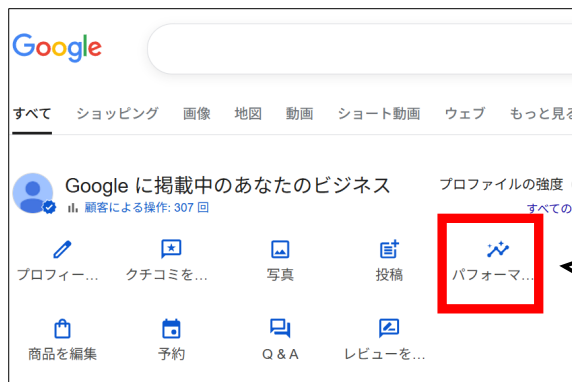 Google
すべて ショッピング 画像 地図 動画 ショート動画 ウェブ もっと見る
Google に掲載中のあなたのビジネス プロファイルの強度
顧客による操作: 307 回 すべての
プロフィー... クチコミを... 写真 投稿 パフォーマ...
商品を編集 予約 Q & A レビューを...